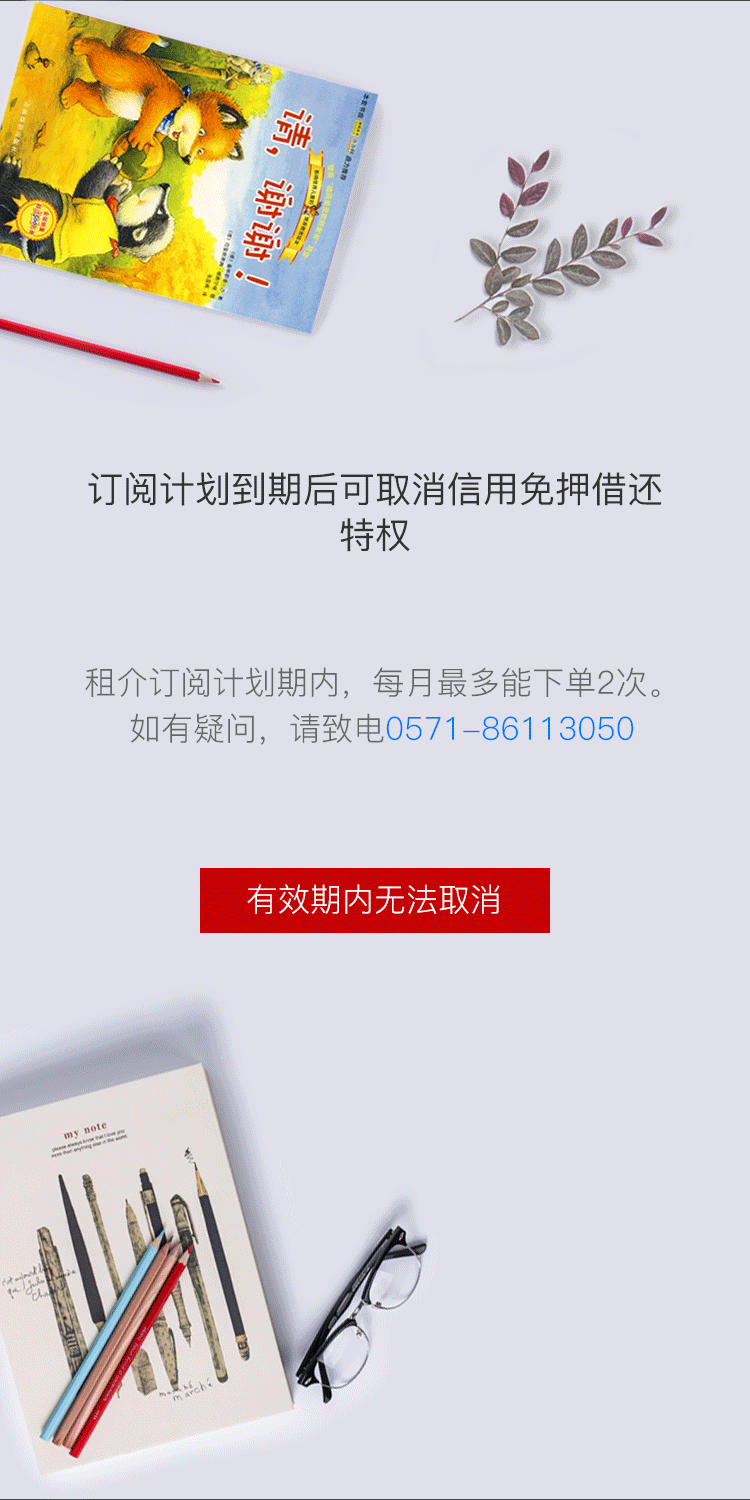 请，谢谢！
订阅计划到期后可取消信用免押借还
特权
租介订阅计划期内，每月最多能下单2次。
如有疑问，请致电0571-86113050
有效期内无法取消
my note
please always know that I love you
more than anything else in the world.